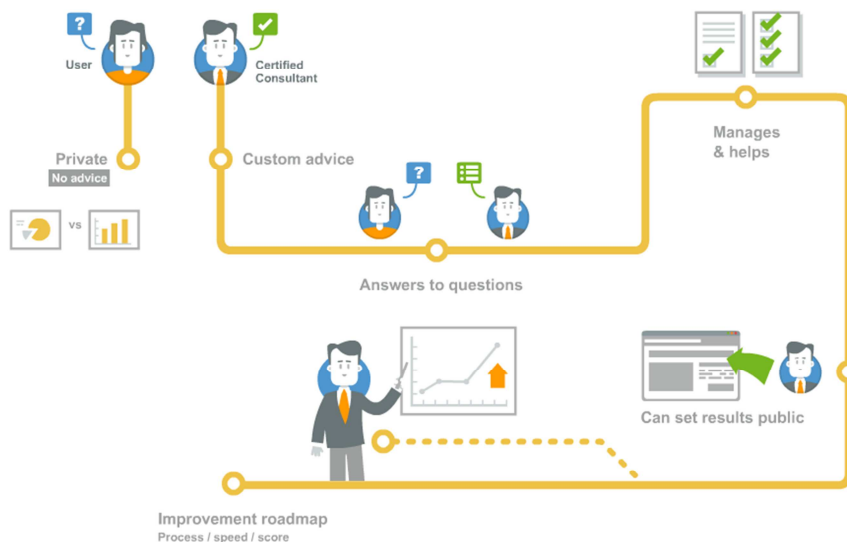 ?
User
Certified
Consultant
Private
No advice
Custom advice
vs
?
Answers to questions
Manages
& helps
Can set results public
Improvement roadmap
Process / speed / score